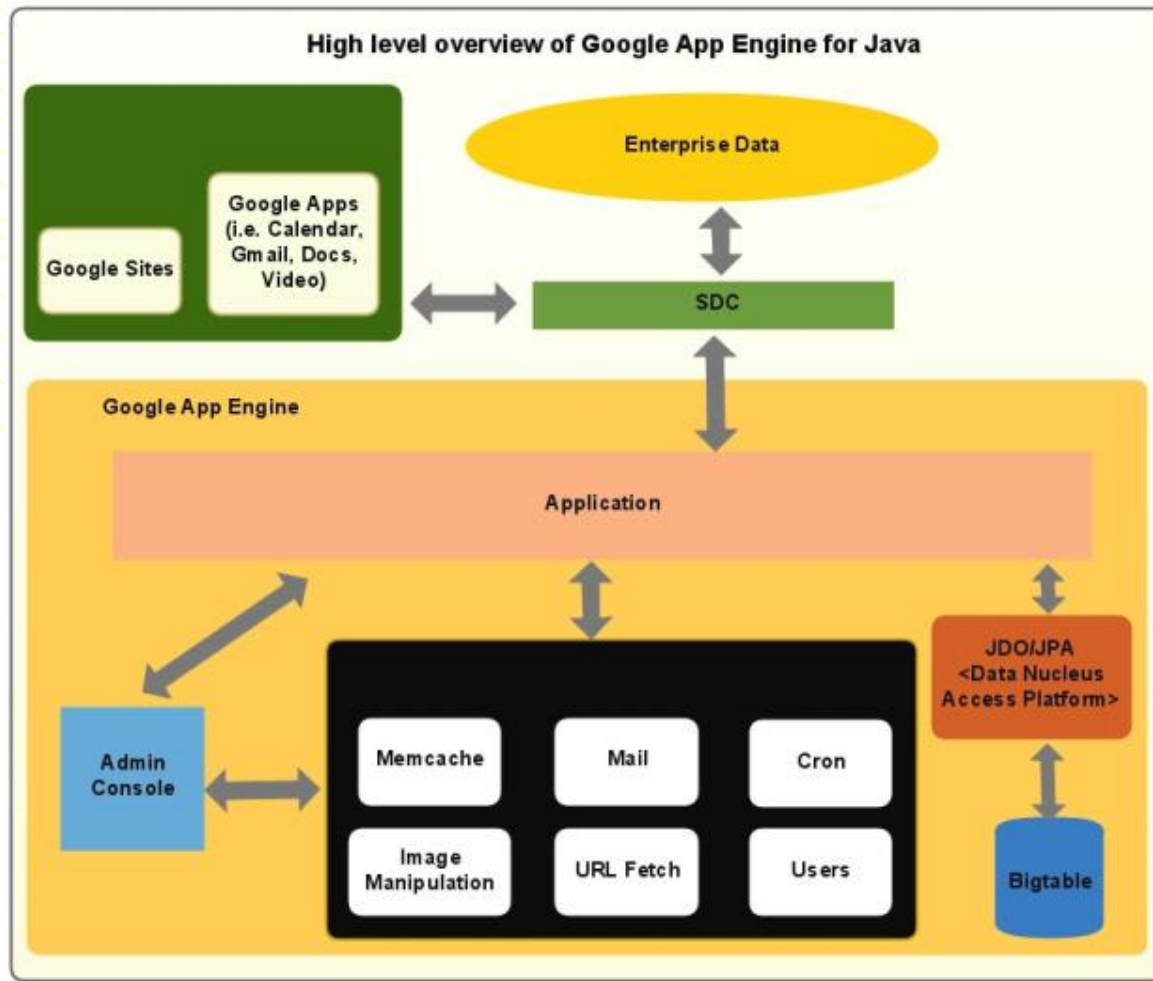 High level overview of Google App Engine for Java
Enterprise Data
Google Apps
(i.e. Calendar,
Gmail, Docs,
Video)
Google Sites
SDC
Google App Engine
Application
JDO/JPA
<Data Nucleus
Access Platform>
Admin
Console
Memcache
Mail
Cron
Image
Manipulation
URL Fetch
Users
Bigtable